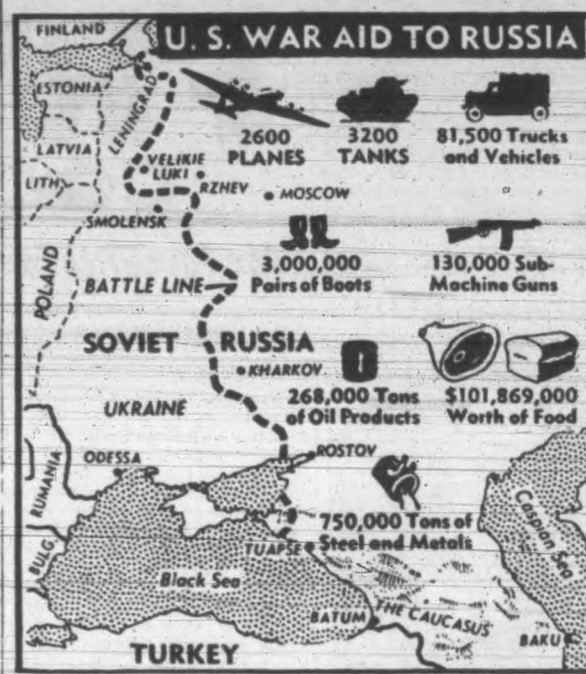 U. S. WAR AID TO RUSSIA
FINLAND
ESTONIA
LENINGRAD
LATVIA
LITH.
POLAND
2600
PLANES
3200
TANKS
81,500 Trucks
and Vehicles
VELIKIE
LUKI
RZHEV
MOSCOW
SMOLENSK
3,000,000
Pairs of Boots
130,000 Sub-
Machine Guns
BATTLE LINE
SOVIET RUSSIA
KHARKOV
268,000 Tons
of Oil Products
$101,869,000
Worth of Food
UKRAINE
RUMANIA
ODESSA
ROSTOV
750,000 Tons of
Steel and Metals
Caspian Sea
BULG.
TUAPSE
Black Sea
BATUM
THE CAUCASUS
BAKU
TURKEY